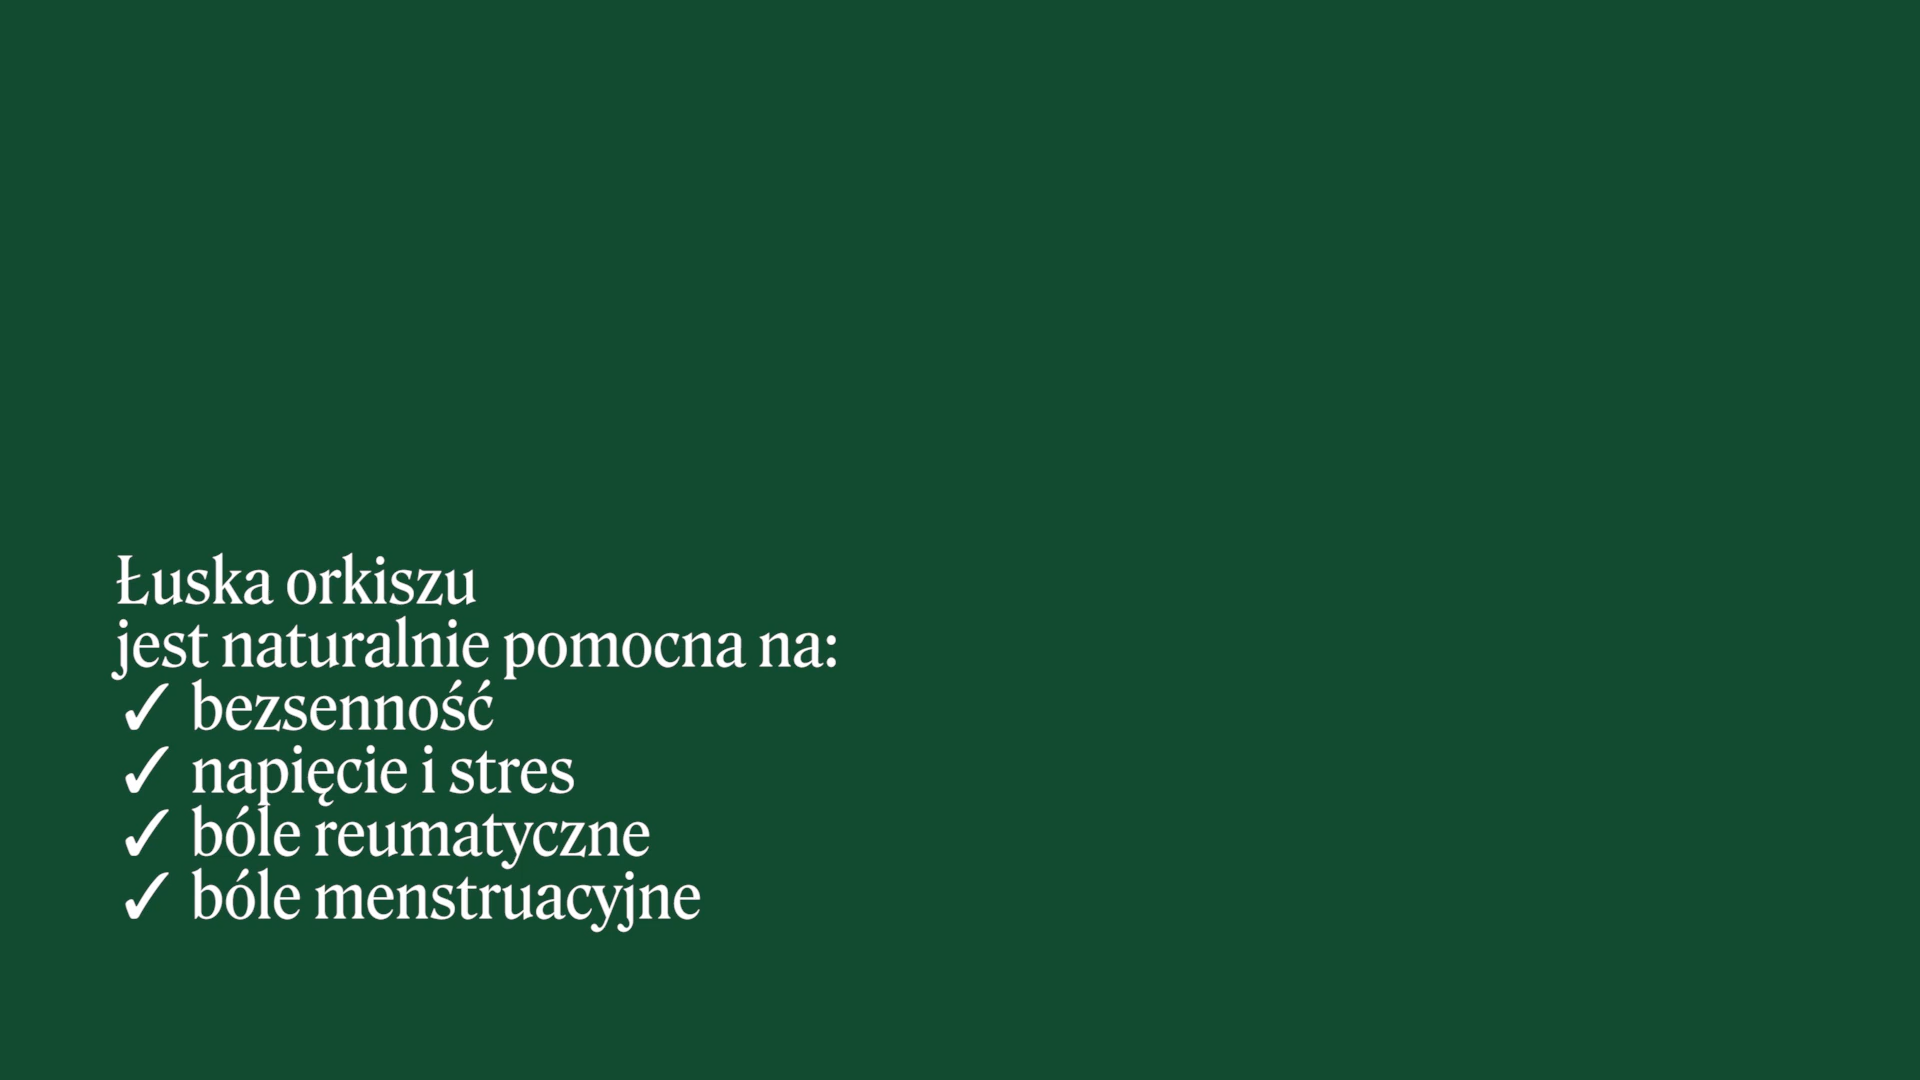 Łuska orkiszu
jest naturalnie pomocna na:
✓ bezsenność
✓ napięcie i stres
✓ bóle reumatyczne
✓ bóle menstruacyjne